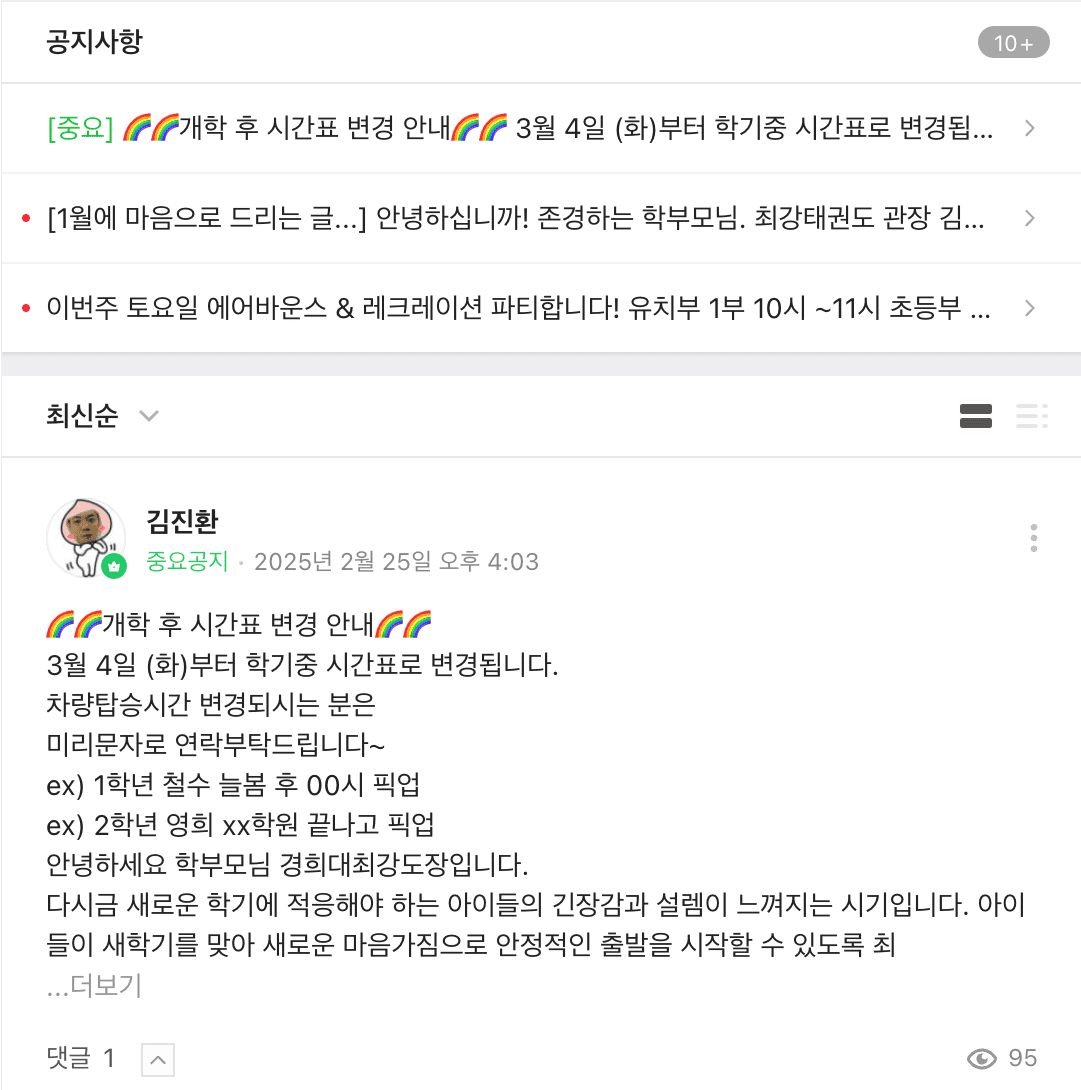 공지사항
10+
[중요] 🌈🌈개학 후 시간표 변경 안내🌈🌈 3월 4일 (화)부터 학기중 시간표로 변경됩...
[1월에 마음으로 드리는 글...] 안녕하십니까! 존경하는 학부모님. 최강태권도 관장 김...
이번주 토요일 에어바운스 & 레크레이션 파티합니다! 유치부 1부 10시 ~11시 초등부 ...
최신순
김진환
중요공지 · 2025년 2월 25일 오후 4:03
🌈🌈개학 후 시간표 변경 안내🌈🌈
3월 4일 (화)부터 학기중 시간표로 변경됩니다.
차량탑승시간 변경되시는 분은
미리문자로 연락부탁드립니다~
ex) 1학년 철수 늘봄 후 00시 픽업
ex) 2학년 영희 xx학원 끝나고 픽업
안녕하세요 학부모님 경희대최강도장입니다.
다시금 새로운 학기에 적응해야 하는 아이들의 긴장감과 설렘이 느껴지는 시기입니다. 아이
들이 새학기를 맞아 새로운 마음가짐으로 안정적인 출발을 시작할 수 있도록 최
...더보기
댓글 1
95